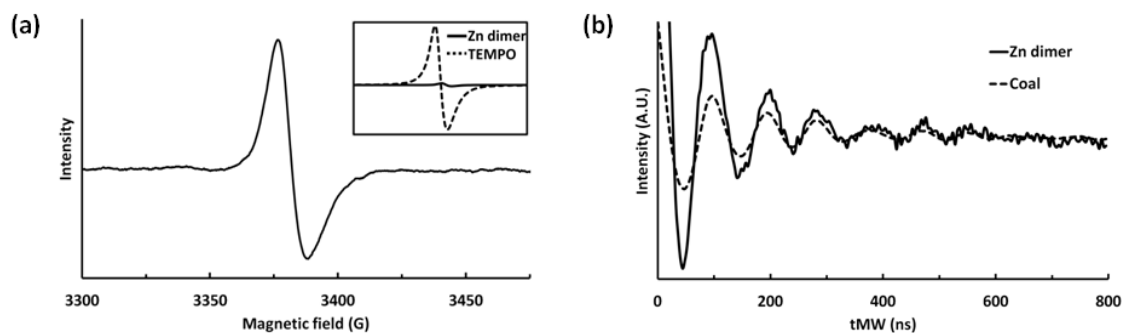 (a)
Intensity
Zn dimer
TEMPO
3300
3350
3400
3450
Magnetic field (G)
(b)
Intensity (A.U.)
Zn dimer
Coal
0
200
400
600
800
tMW (ns)